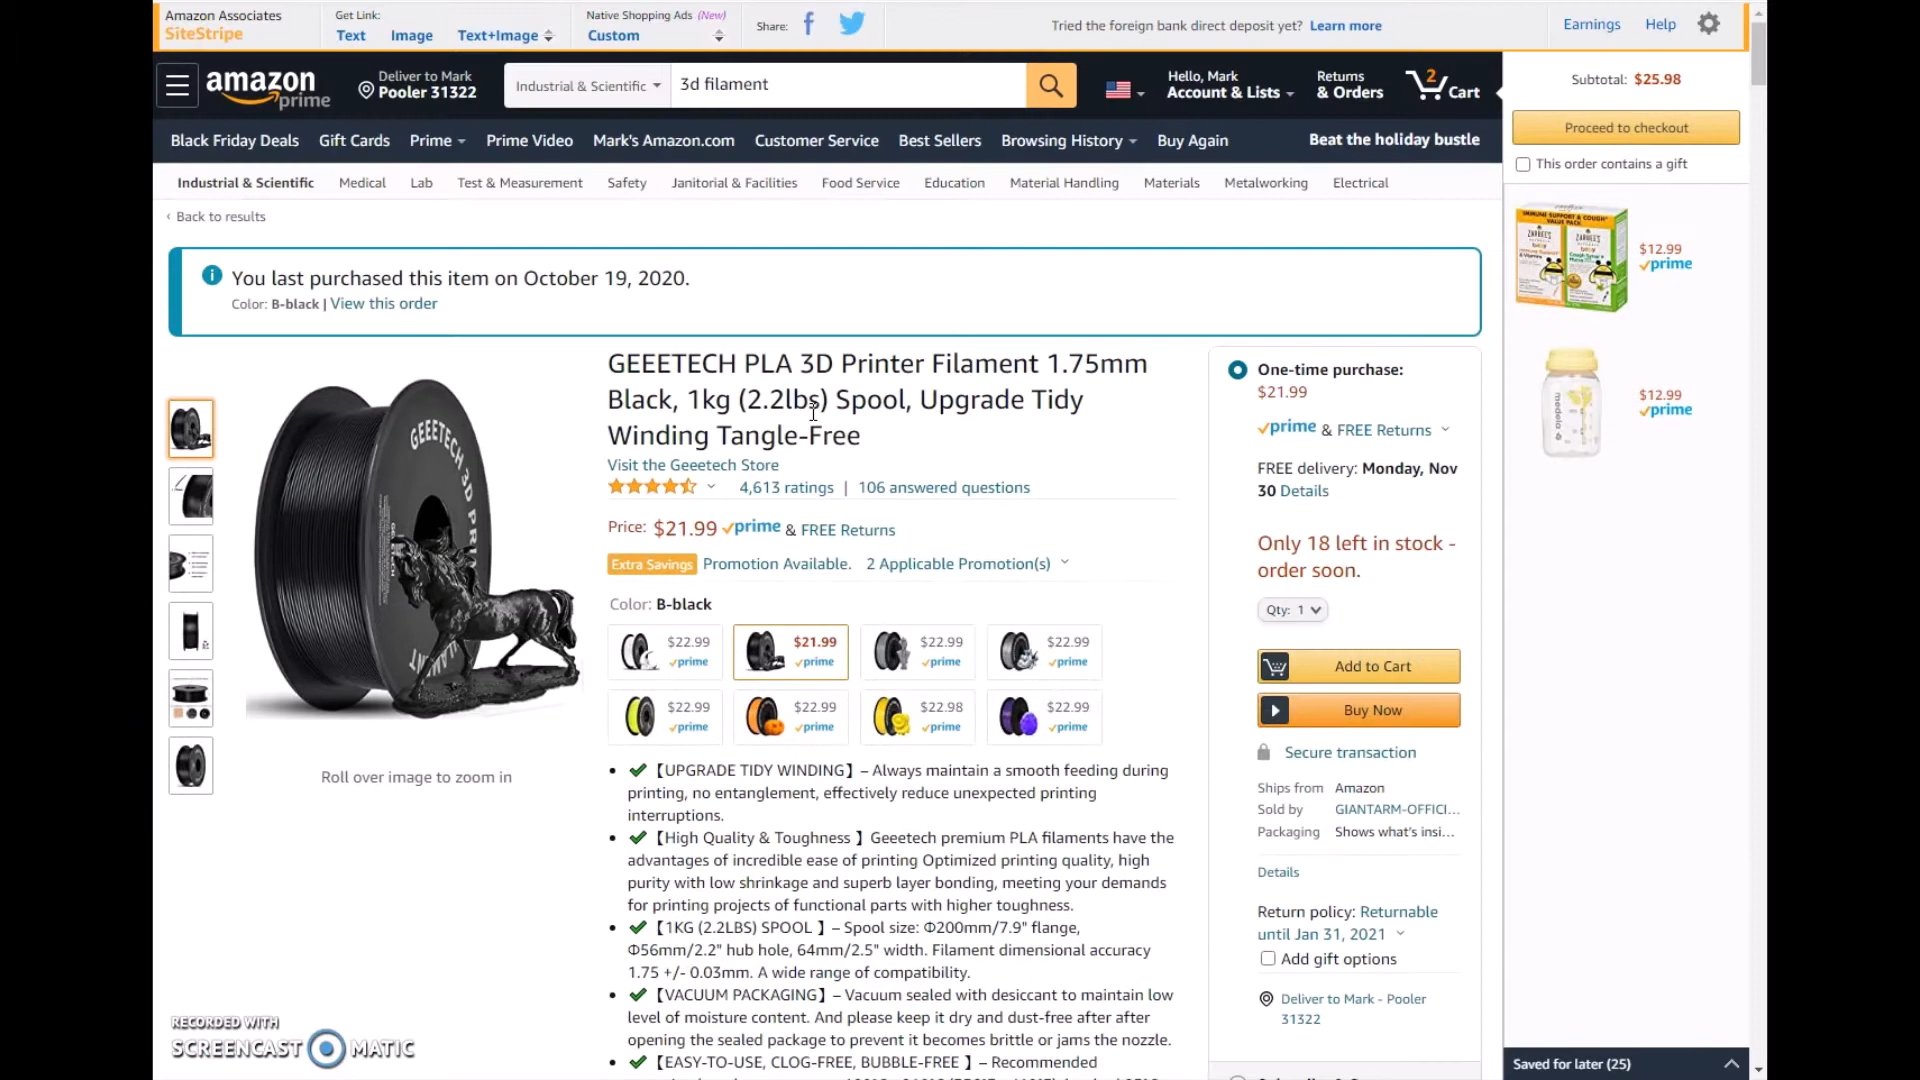 Amazon Associates
SiteStripe
Get Link:
Text Image Text+Image
Native Shopping Ads (New)
Custom
Share:
Tried the foreign bank direct deposit yet? Learn more
Earnings Help
amazon
prime
Deliver to Mark
Pooler 31322
Industrial & Scientific
3d filament
Hello, Mark
Account & Lists
Returns
& Orders
2
Cart
Subtotal: $25.98
Proceed to checkout
This order contains a gift
Black Friday Deals Gift Cards Prime Prime Video Mark's Amazon.com Customer Service Best Sellers Browsing History Buy Again Beat the holiday bustle
Industrial & Scientific Medical Lab Test & Measurement Safety Janitorial & Facilities Food Service Education Material Handling Materials Metalworking Electrical
‹ Back to results
You last purchased this item on October 19, 2020.
Color: B-black | View this order
GEEETECH PLA 3D Printer Filament 1.75mm
Black, 1kg (2.2lbs) Spool, Upgrade Tidy
Winding Tangle-Free
Visit the Geeetech Store
4,613 ratings | 106 answered questions
Price: $21.99 prime & FREE Returns
Extra Savings Promotion Available. 2 Applicable Promotion(s)
Color: B-black
$22.99 prime
$21.99 prime
$22.99 prime
$22.99 prime
$22.99 prime
$22.99 prime
$22.98 prime
$22.99 prime
【UPGRADE TIDY WINDING】– Always maintain a smooth feeding during
printing, no entanglement, effectively reduce unexpected printing
interruptions.
【High Quality & Toughness 】Geeetech premium PLA filaments have the
advantages of incredible ease of printing Optimized printing quality, high
purity with low shrinkage and superb layer bonding, meeting your demands
for printing projects of functional parts with higher toughness.
【1KG (2.2LBS) SPOOL 】– Spool size: Φ200mm/7.9" flange,
Φ56mm/2.2" hub hole, 64mm/2.5" width. Filament dimensional accuracy
1.75 +/- 0.03mm. A wide range of compatibility.
【VACUUM PACKAGING】– Vacuum sealed with desiccant to maintain low
level of moisture content. And please keep it dry and dust-free after after
opening the sealed package to prevent it becomes brittle or jams the nozzle.
【EASY-TO-USE, CLOG-FREE, BUBBLE-FREE 】– Recommended
GEEETECH 3D PRI
FILAMENT
Roll over image to zoom in
One-time purchase:
$21.99
prime & FREE Returns
FREE delivery: Monday, Nov
30 Details
Only 18 left in stock -
order soon.
Qty: 1
Add to Cart
Buy Now
Secure transaction
Ships from Amazon
Sold by GIANTARM-OFFICI...
Packaging Shows what's insi...
Details
Return policy: Returnable
until Jan 31, 2021
Add gift options
Deliver to Mark - Pooler
31322
IMMUNE SUPPORT & COUGH
VALUE PACK
ZARBEE'S
ZARBEE'S
$12.99
prime
medela
$12.99
prime
Saved for later (25)
RECORDED WITH
SCREENCAST MATIC